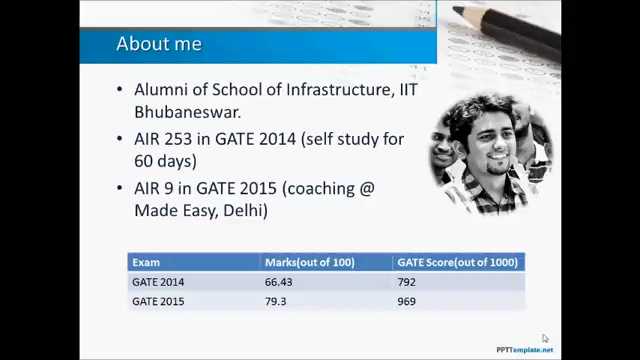 About me
• Alumni of School of Infrastructure, IIT
Bhubaneswar.
• AIR 253 in GATE 2014 (self study for
60 days)
• AIR 9 in GATE 2015 (coaching @
Made Easy, Delhi)
Exam Marks(out of 100) GATE Score(out of 1000)
GATE 2014 66.43 792
GATE 2015 79.3 969
PPTTemplate.net